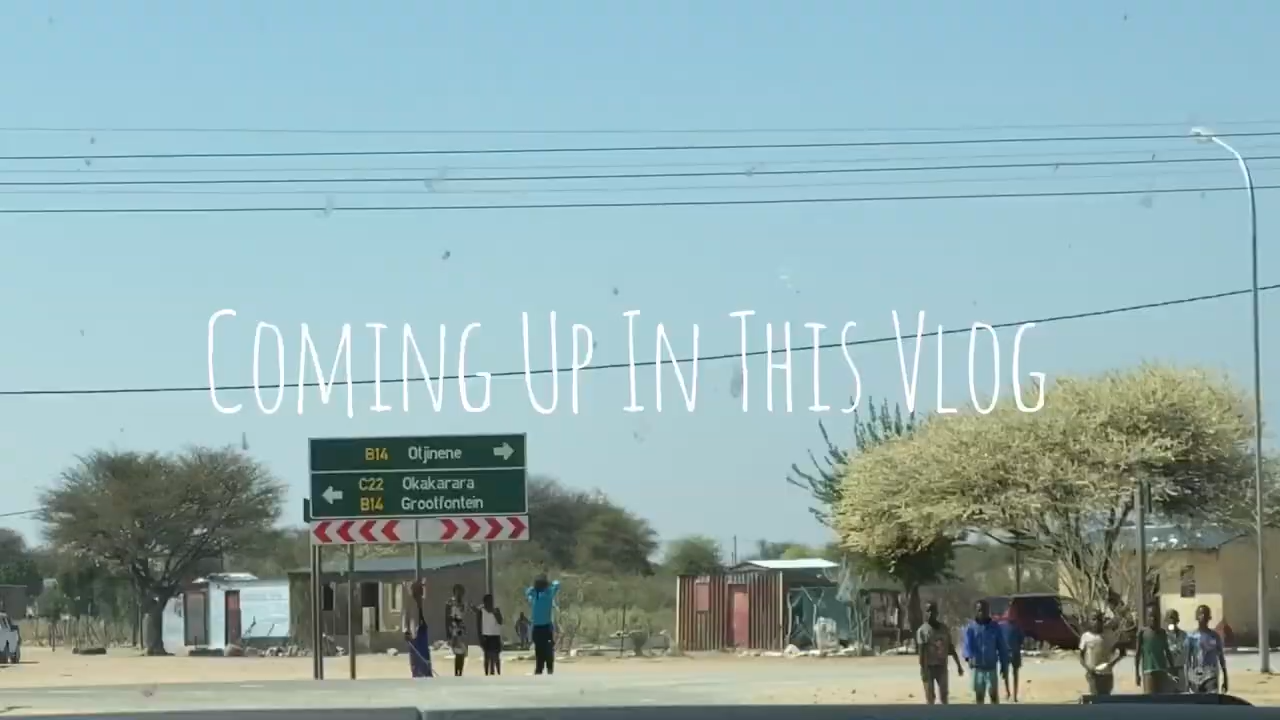 Coming Up In This Vlog
B14 Otjinene
C22 Okakarara
B14 Grootfontein